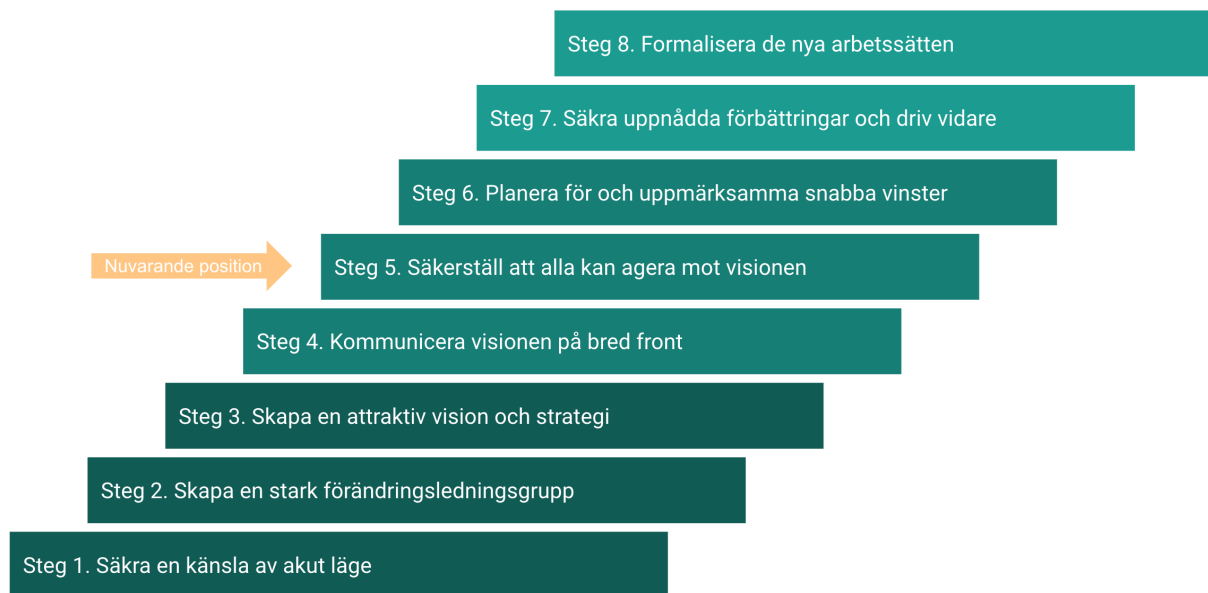 Steg 8. Formalisera de nya arbetssätten
Steg 7. Säkra uppnådda förbättringar och driv vidare
Steg 6. Planera för och uppmärksamma snabba vinster
Nuvarande position
Steg 5. Säkerställ att alla kan agera mot visionen
Steg 4. Kommunicera visionen på bred front
Steg 3. Skapa en attraktiv vision och strategi
Steg 2. Skapa en stark förändringsledningsgrupp
Steg 1. Säkra en känsla av akut läge